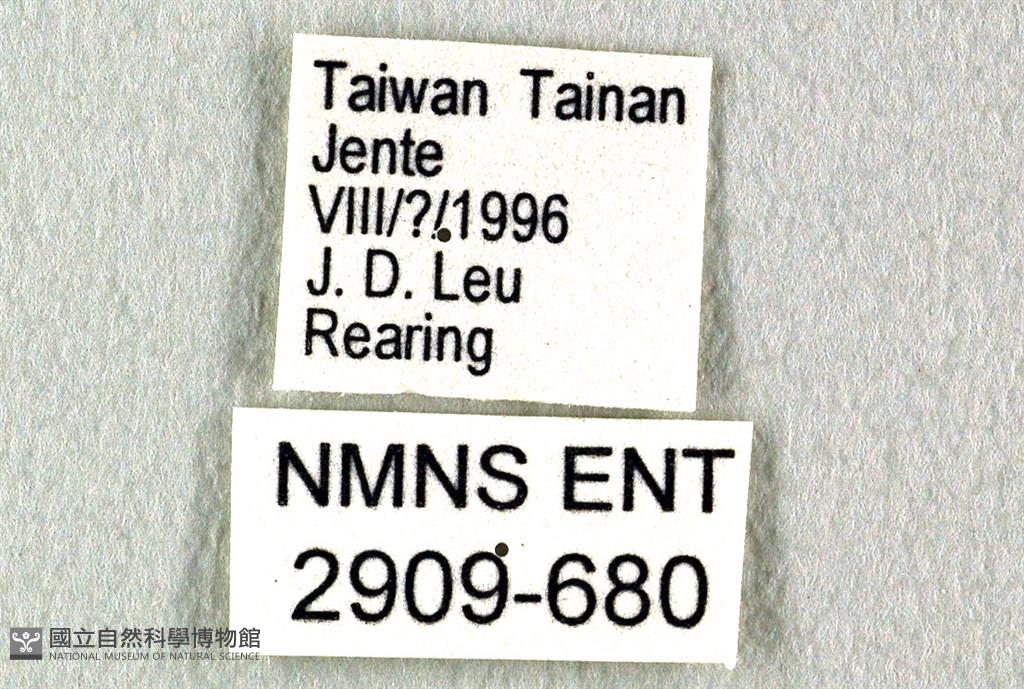 Taiwan Tainan
Jente
VIII/?/1996
J. D. Leu
Rearing
NMNS ENT
2909-680
國立自然科學博物館
NATIONAL MUSEUM OF NATURAL SCIENCE